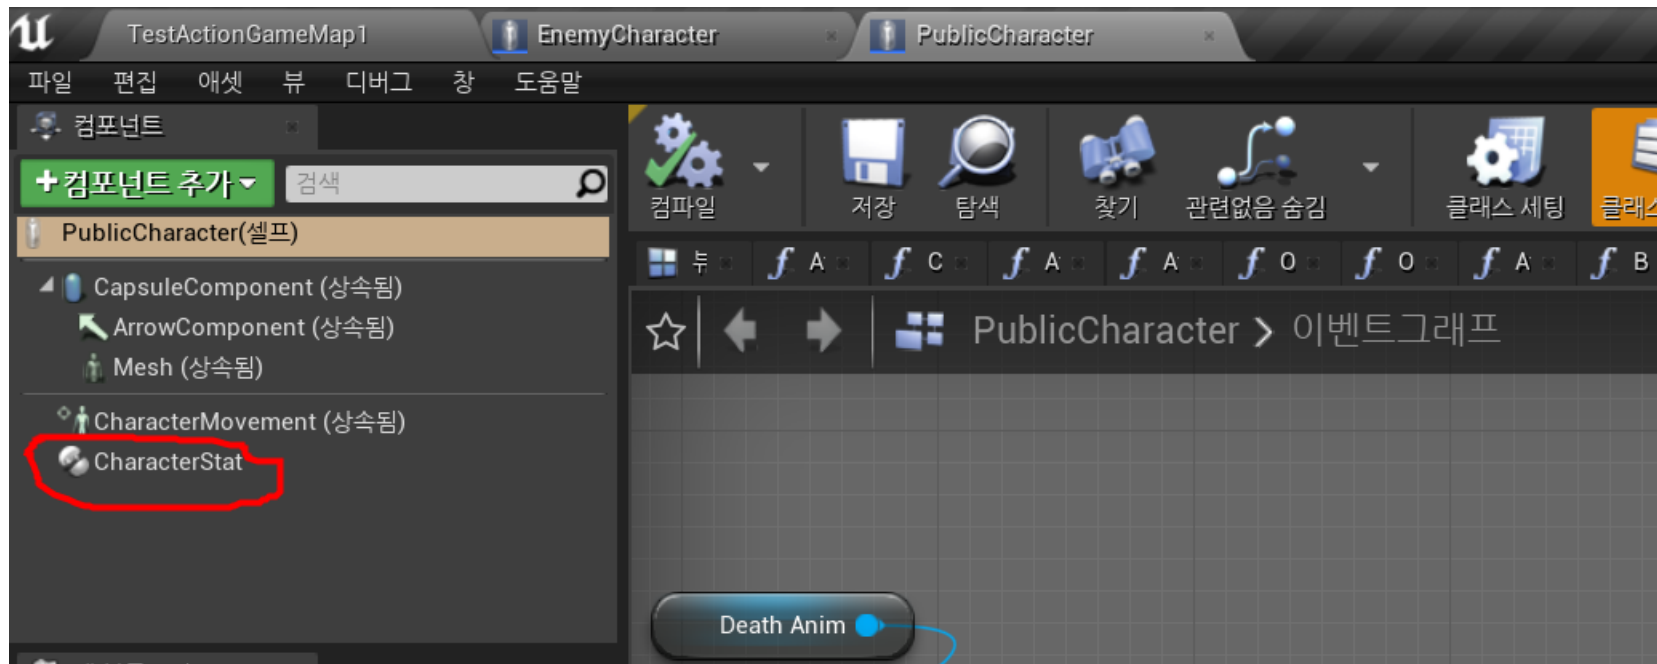 TestActionGameMap1 EnemyCharacter PublicCharacter
파일 편집 애셋 뷰 디버그 창 도움말
컴포넌트
+컴포넌트 추가 검색
컴파일 저장 탐색 찾기 관련없음 숨김 클래스 세팅
PublicCharacter(셀프)
f A f C f A f A f O f O f A f B
CapsuleComponent (상속됨)
ArrowComponent (상속됨)
Mesh (상속됨)
PublicCharacter > 이벤트그래프
CharacterMovement (상속됨)
CharacterStat
Death Anim